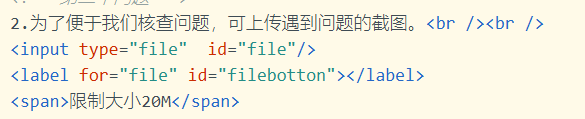 2.为了便于我们核查问题，可上传遇到问题的截图。<br /><br />
<input type="file"  id="file"/>
<label for="file" id="filebotton"></label>
<span>限制大小20M</span>